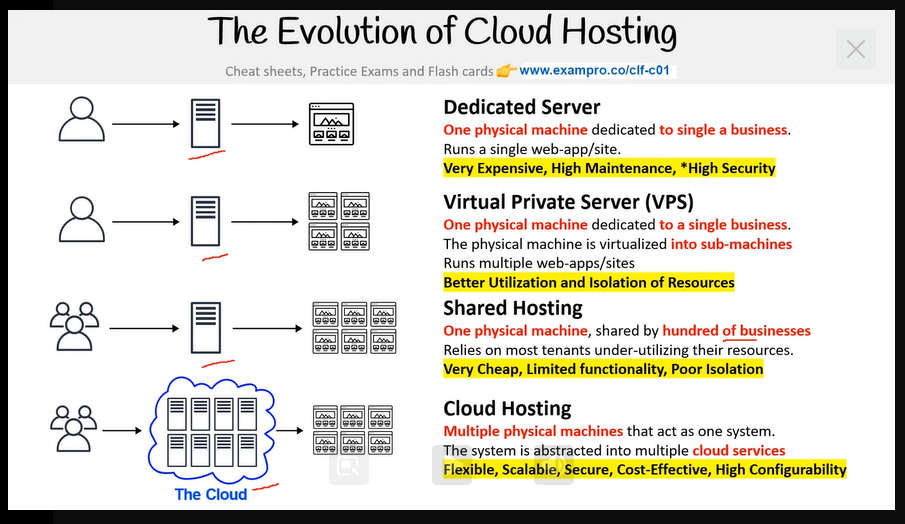 The Evolution of Cloud Hosting
Cheat sheets, Practice Exams and Flash cards 👉 www.exampro.co/clf-c01
Dedicated Server
One physical machine dedicated to single a business.
Runs a single web-app/site.
Very Expensive, High Maintenance, *High Security
Virtual Private Server (VPS)
One physical machine dedicated to a single business.
The physical machine is virtualized into sub-machines
Runs multiple web-apps/sites
Better Utilization and Isolation of Resources
Shared Hosting
One physical machine, shared by hundred of businesses
Relies on most tenants under-utilizing their resources.
Very Cheap, Limited functionality, Poor Isolation
Cloud Hosting
Multiple physical machines that act as one system.
The system is abstracted into multiple cloud services
Flexible, Scalable, Secure, Cost-Effective, High Configurability
The Cloud